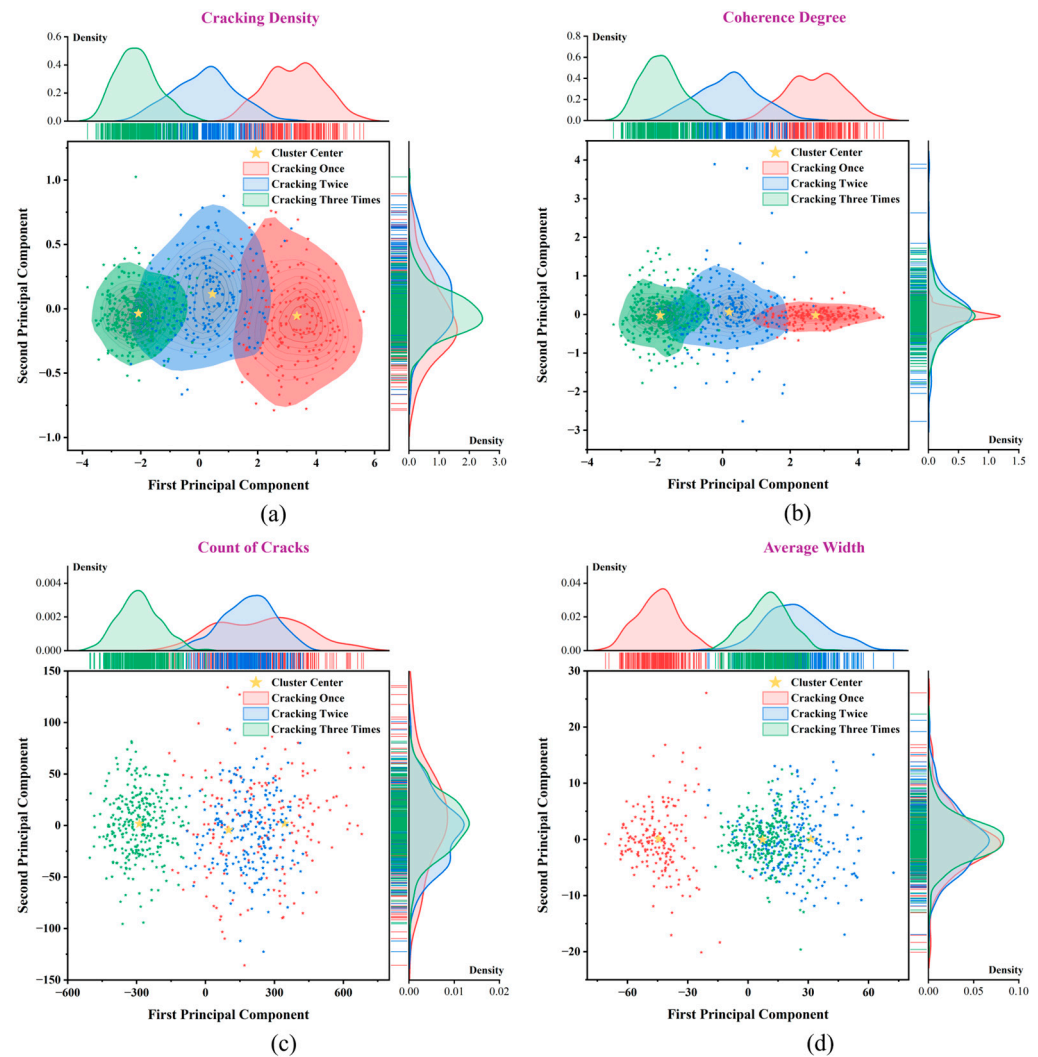 Cracking Density
Density
0.6
0.4
0.2
0.0
Cluster Center
Cracking Once
Cracking Twice
Cracking Three Times
1.0
0.5
0.0
−0.5
−1.0
Second Principal Component
−4 −2 0 2 4 6
First Principal Component
Density
0.0 1.0 2.0 3.0
(a)
Coherence Degree
Density
0.8
0.6
0.4
0.2
0.0
Cluster Center
Cracking Once
Cracking Twice
Cracking Three Times
4
3
2
1
0
−1
−2
−3
Second Principal Component
−4 −2 0 2 4
First Principal Component
Density
0.0 0.5 1.0 1.5
(b)
Count of Cracks
Density
0.004
0.002
0.000
Cluster Center
Cracking Once
Cracking Twice
Cracking Three Times
150
100
50
0
−50
−100
−150
Second Principal Component
−600 −300 0 300 600
First Principal Component
Density
0.00 0.01 0.02
(c)
Average Width
Density
0.04
0.02
0.00
Cluster Center
Cracking Once
Cracking Twice
Cracking Three Times
30
20
10
0
−10
−20
Second Principal Component
−60 −30 0 30 60
First Principal Component
Density
0.00 0.05 0.10
(d)